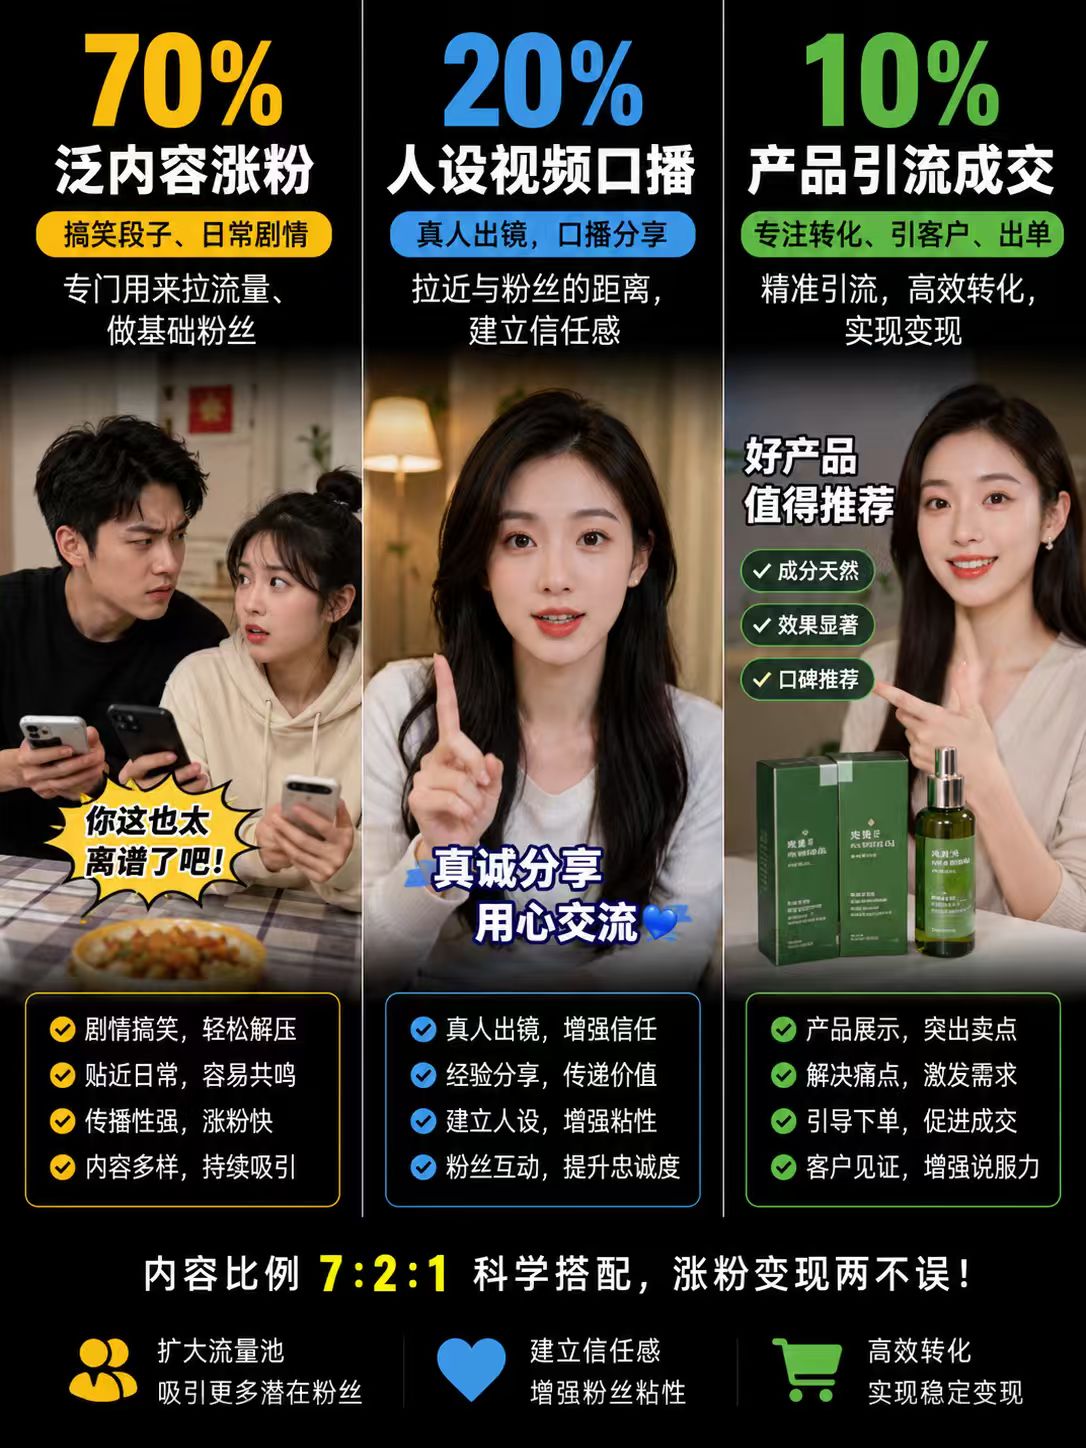 70%
泛内容涨粉
搞笑段子、日常剧情
专门用来拉流量、
做基础粉丝
你这也太
离谱了吧!
剧情搞笑，轻松解压
贴近日常，容易共鸣
传播性强，涨粉快
内容多样，持续吸引
20%
人设视频口播
真人出镜，口播分享
拉近与粉丝的距离，
建立信任感
真诚分享
用心交流
真人出镜，增强信任
经验分享，传递价值
建立人设，增强粘性
粉丝互动，提升忠诚度
10%
产品引流成交
专注转化、引客户、出单
精准引流，高效转化，
实现变现
好产品
值得推荐
成分天然
效果显著
口碑推荐
产品展示，突出卖点
解决痛点，激发需求
引导下单，促进成交
客户见证，增强说服力
内容比例 7:2:1 科学搭配，涨粉变现两不误!
扩大流量池
吸引更多潜在粉丝
建立信任感
增强粉丝粘性
高效转化
实现稳定变现